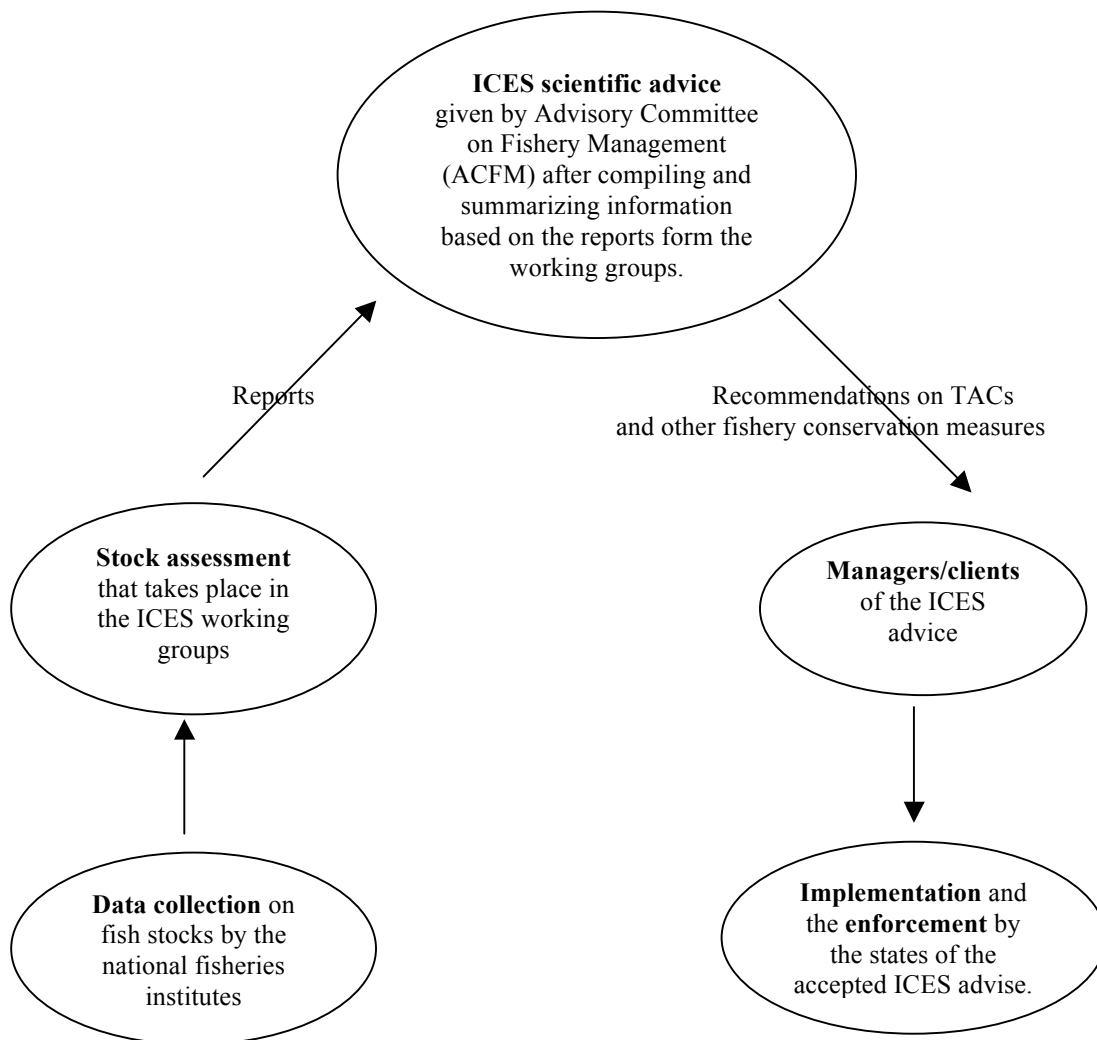 ICES scientific advice
given by Advisory Committee
on Fishery Management
(ACFM) after compiling and
summarizing information
based on the reports form the
working groups.
Reports
Recommendations on TACs
and other fishery conservation measures
Stock assessment
that takes place in
the ICES working
groups
Managers/clients
of the ICES
advice
Data collection on
fish stocks by the
national fisheries
institutes
Implementation and
the enforcement by
the states of the
accepted ICES advise.